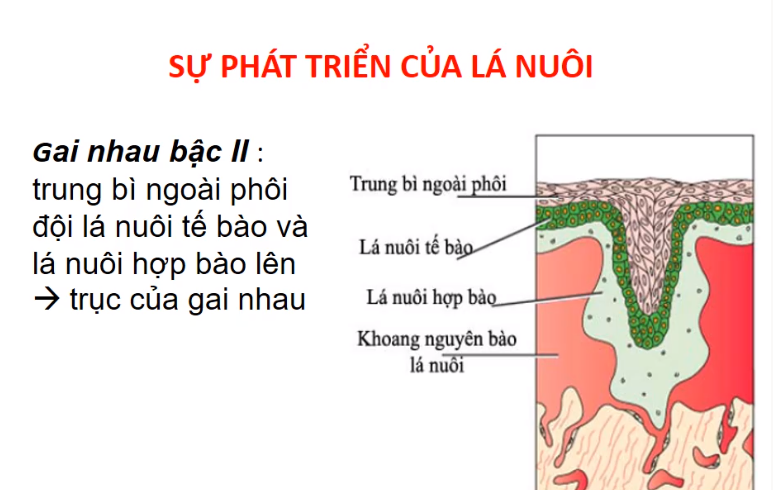 SỰ PHÁT TRIỂN CỦA LÁ NUÔI
Gai nhau bậc ll :
trung bì ngoài phôi
đội lá nuôi tế bào và
lá nuôi hợp bào lên
→ trục của gai nhau
Trung bì ngoài phôi
Lá nuôi tế bào
Lá nuôi hợp bào
Khoang nguyên bào
lá nuôi